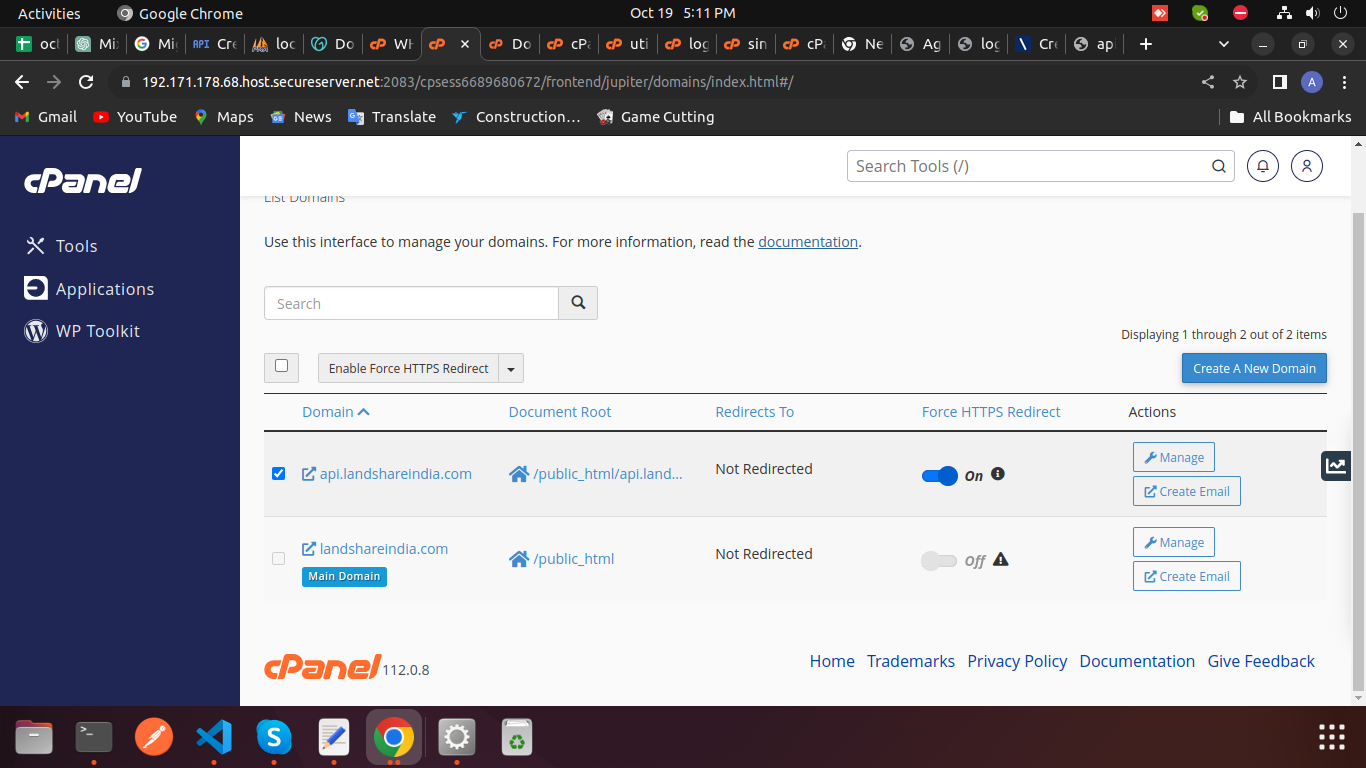 Activities
Google Chrome
Oct 19 5:11 PM
oct
Mix
Mig
API
Cre
loc
Do
WH
×
Do
cPa
uti
log
sin
cPa
Ne
Ag
log
Cre
api
192.171.178.68.host.secureserver.net:2083/cpsess6689680672/frontend/jupiter/domains/index.html#/
A
Gmail
YouTube
Maps
News
Translate
Construction...
Game Cutting
All Bookmarks
cPanel
Search Tools (/)
Tools
Applications
WP Toolkit
List Domains
Use this interface to manage your domains. For more information, read the documentation.
Search
Displaying 1 through 2 out of 2 items
Enable Force HTTPS Redirect
Create A New Domain
Domain
Document Root
Redirects To
Force HTTPS Redirect
Actions
api.landshareindia.com
/public_html/api.land...
Not Redirected
On
Manage
Create Email
landshareindia.com
Main Domain
/public_html
Not Redirected
Off
Manage
Create Email
cPanel 112.0.8
Home
Trademarks
Privacy Policy
Documentation
Give Feedback